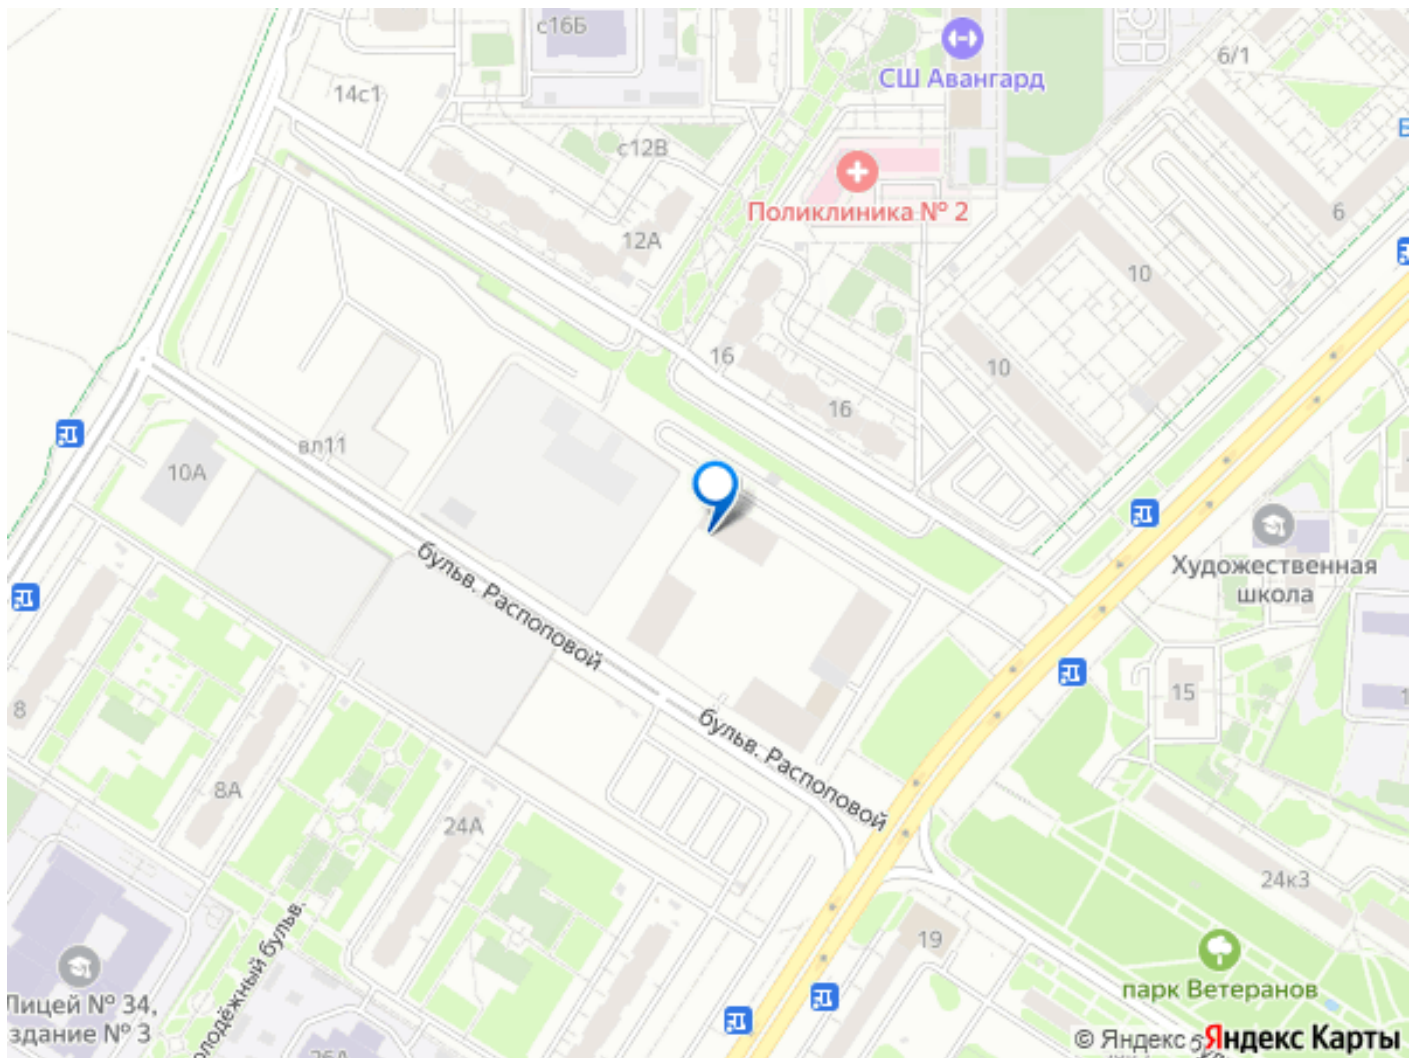 с16Б
СШ Авангард
6/1
14с1
с12В
Поликлиника № 2
6
12А
10
16
10
16
вл11
10А
бульв. Распоповой
Художественная
школа
15
8
бульв. Распоповой
8А
24А
24к3
19
Молодёжный бульв.
парк Ветеранов
Лицей № 34,
здание № 3
26А
© Яндекс
Яндекс Карты